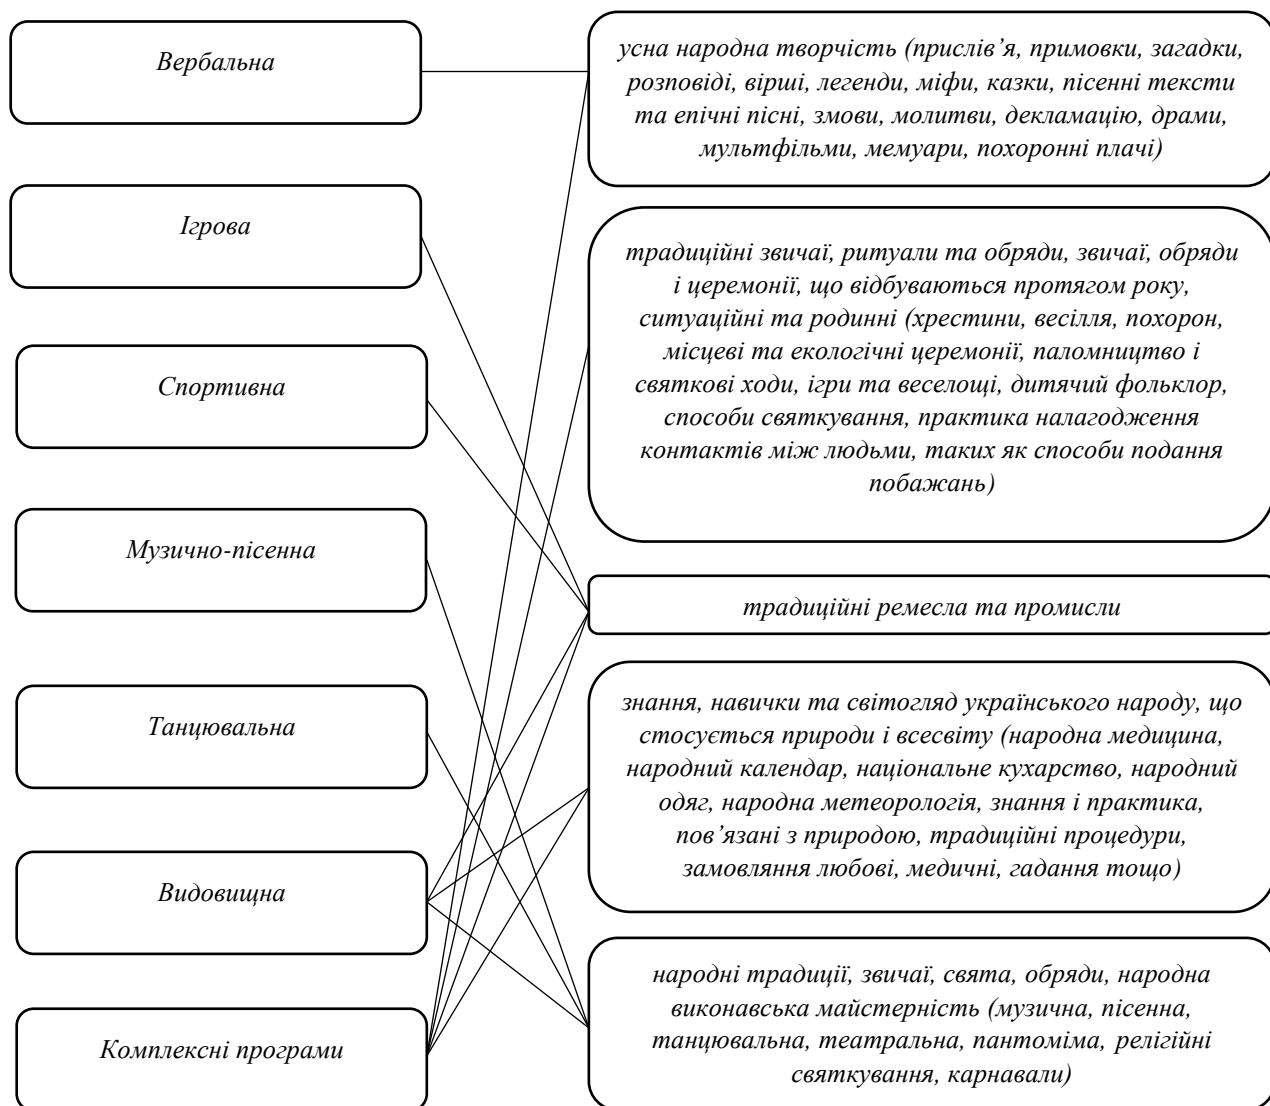 Вербальна
Ігрова
Спортивна
Музично-пісенна
Танцювальна
Видовищна
Комплексні програми
усна народна творчість (прислів’я, примовки, загадки,
розповіді, вірші, легенди, міфи, казки, пісенні тексти
та епічні пісні, змови, молитви, декламацію, драми,
мультфільми, мемуари, похоронні плачі)
традиційні звичаї, ритуали та обряди, звичаї, обряди
і церемонії, що відбуваються протягом року,
ситуаційні та родинні (хрестини, весілля, похорон,
місцеві та екологічні церемонії, паломництво і
святкові ходи, ігри та веселощі, дитячий фольклор,
способи святкування, практика налагодження
контактів між людьми, таких як способи подання
побажань)
традиційні ремесла та промисли
знання, навички та світогляд українського народу, що
стосується природи і всесвіту (народна медицина,
народний календар, національне кухарство, народний
одяг, народна метеорологія, знання і практика,
пов’язані з природою, традиційні процедури,
замовляння любові, медичні, гадання тощо)
народні традиції, звичаї, свята, обряди, народна
виконавська майстерність (музична, пісенна,
танцювальна, театральна, пантоміма, релігійні
святкування, карнавали)